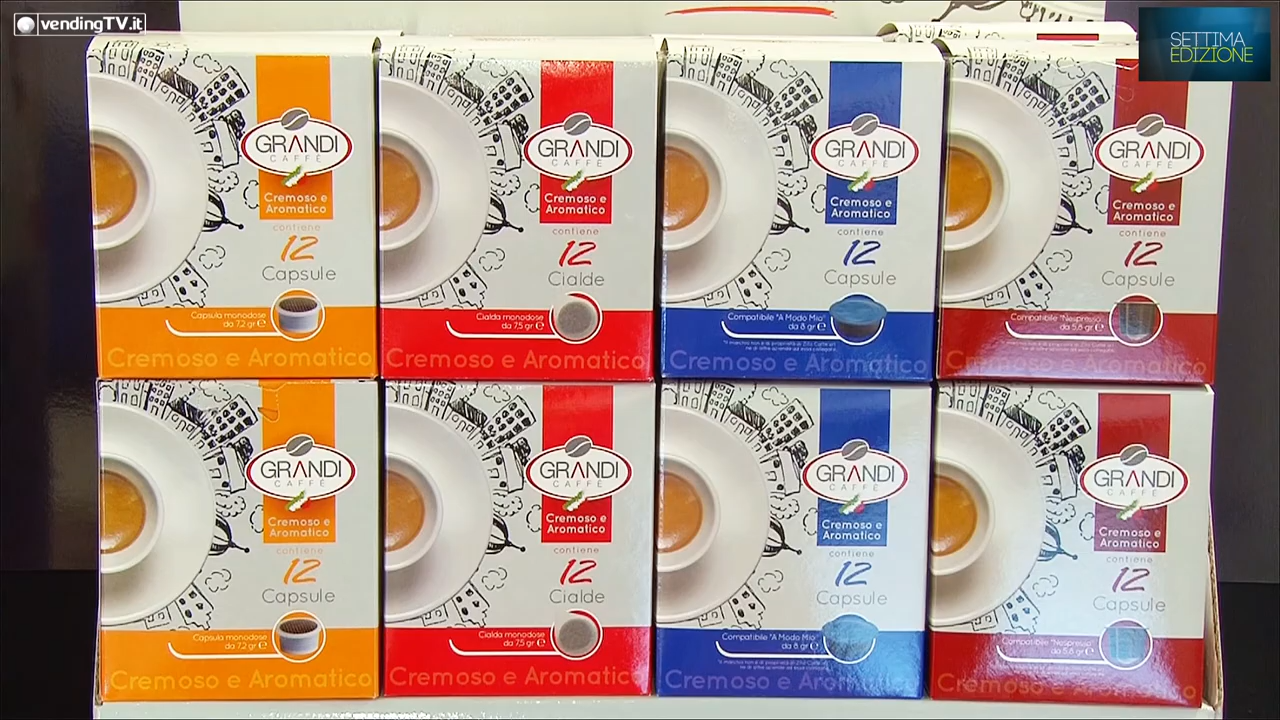 vendingTV.it
SETTIMA
EDIZIONE
GRANDI
CAFFÈ
Cremoso e
Aromatico
contiene
12
Capsule
Capsula monodose
da 7,2 gr e
Cremoso e Aromatico
GRANDI
CAFFÈ
Cremoso e
Aromatico
contiene
12
Cialde
Cialda monodose
da 7,5 gr e
Cremoso e Aromatico
GRANDI
CAFFÈ
Cremoso e
Aromatico
contiene
12
Capsule
Compatibile "A Modo Mio"
da 8 gr e
Cremoso e Aromatico
GRANDI
CAFFÈ
Cremoso e
Aromatico
contiene
12
Capsule
Compatibile "Nespresso"
da 5,8 gr e
Cremoso e Aromatico
GRANDI
CAFFÈ
Cremoso e
Aromatico
contiene
12
Capsule
Capsula monodose
da 7,2 gr e
Cremoso e Aromatico
GRANDI
CAFFÈ
Cremoso e
Aromatico
contiene
12
Cialde
Cialda monodose
da 7,5 gr e
Cremoso e Aromatico
GRANDI
CAFFÈ
Cremoso e
Aromatico
contiene
12
Capsule
Compatibile "A Modo Mio"
da 8 gr e
Cremoso e Aromatico
GRANDI
CAFFÈ
Cremoso e
Aromatico
contiene
12
Capsule
Compatibile "Nespresso"
da 5,8 gr e
Cremoso e Aromatico